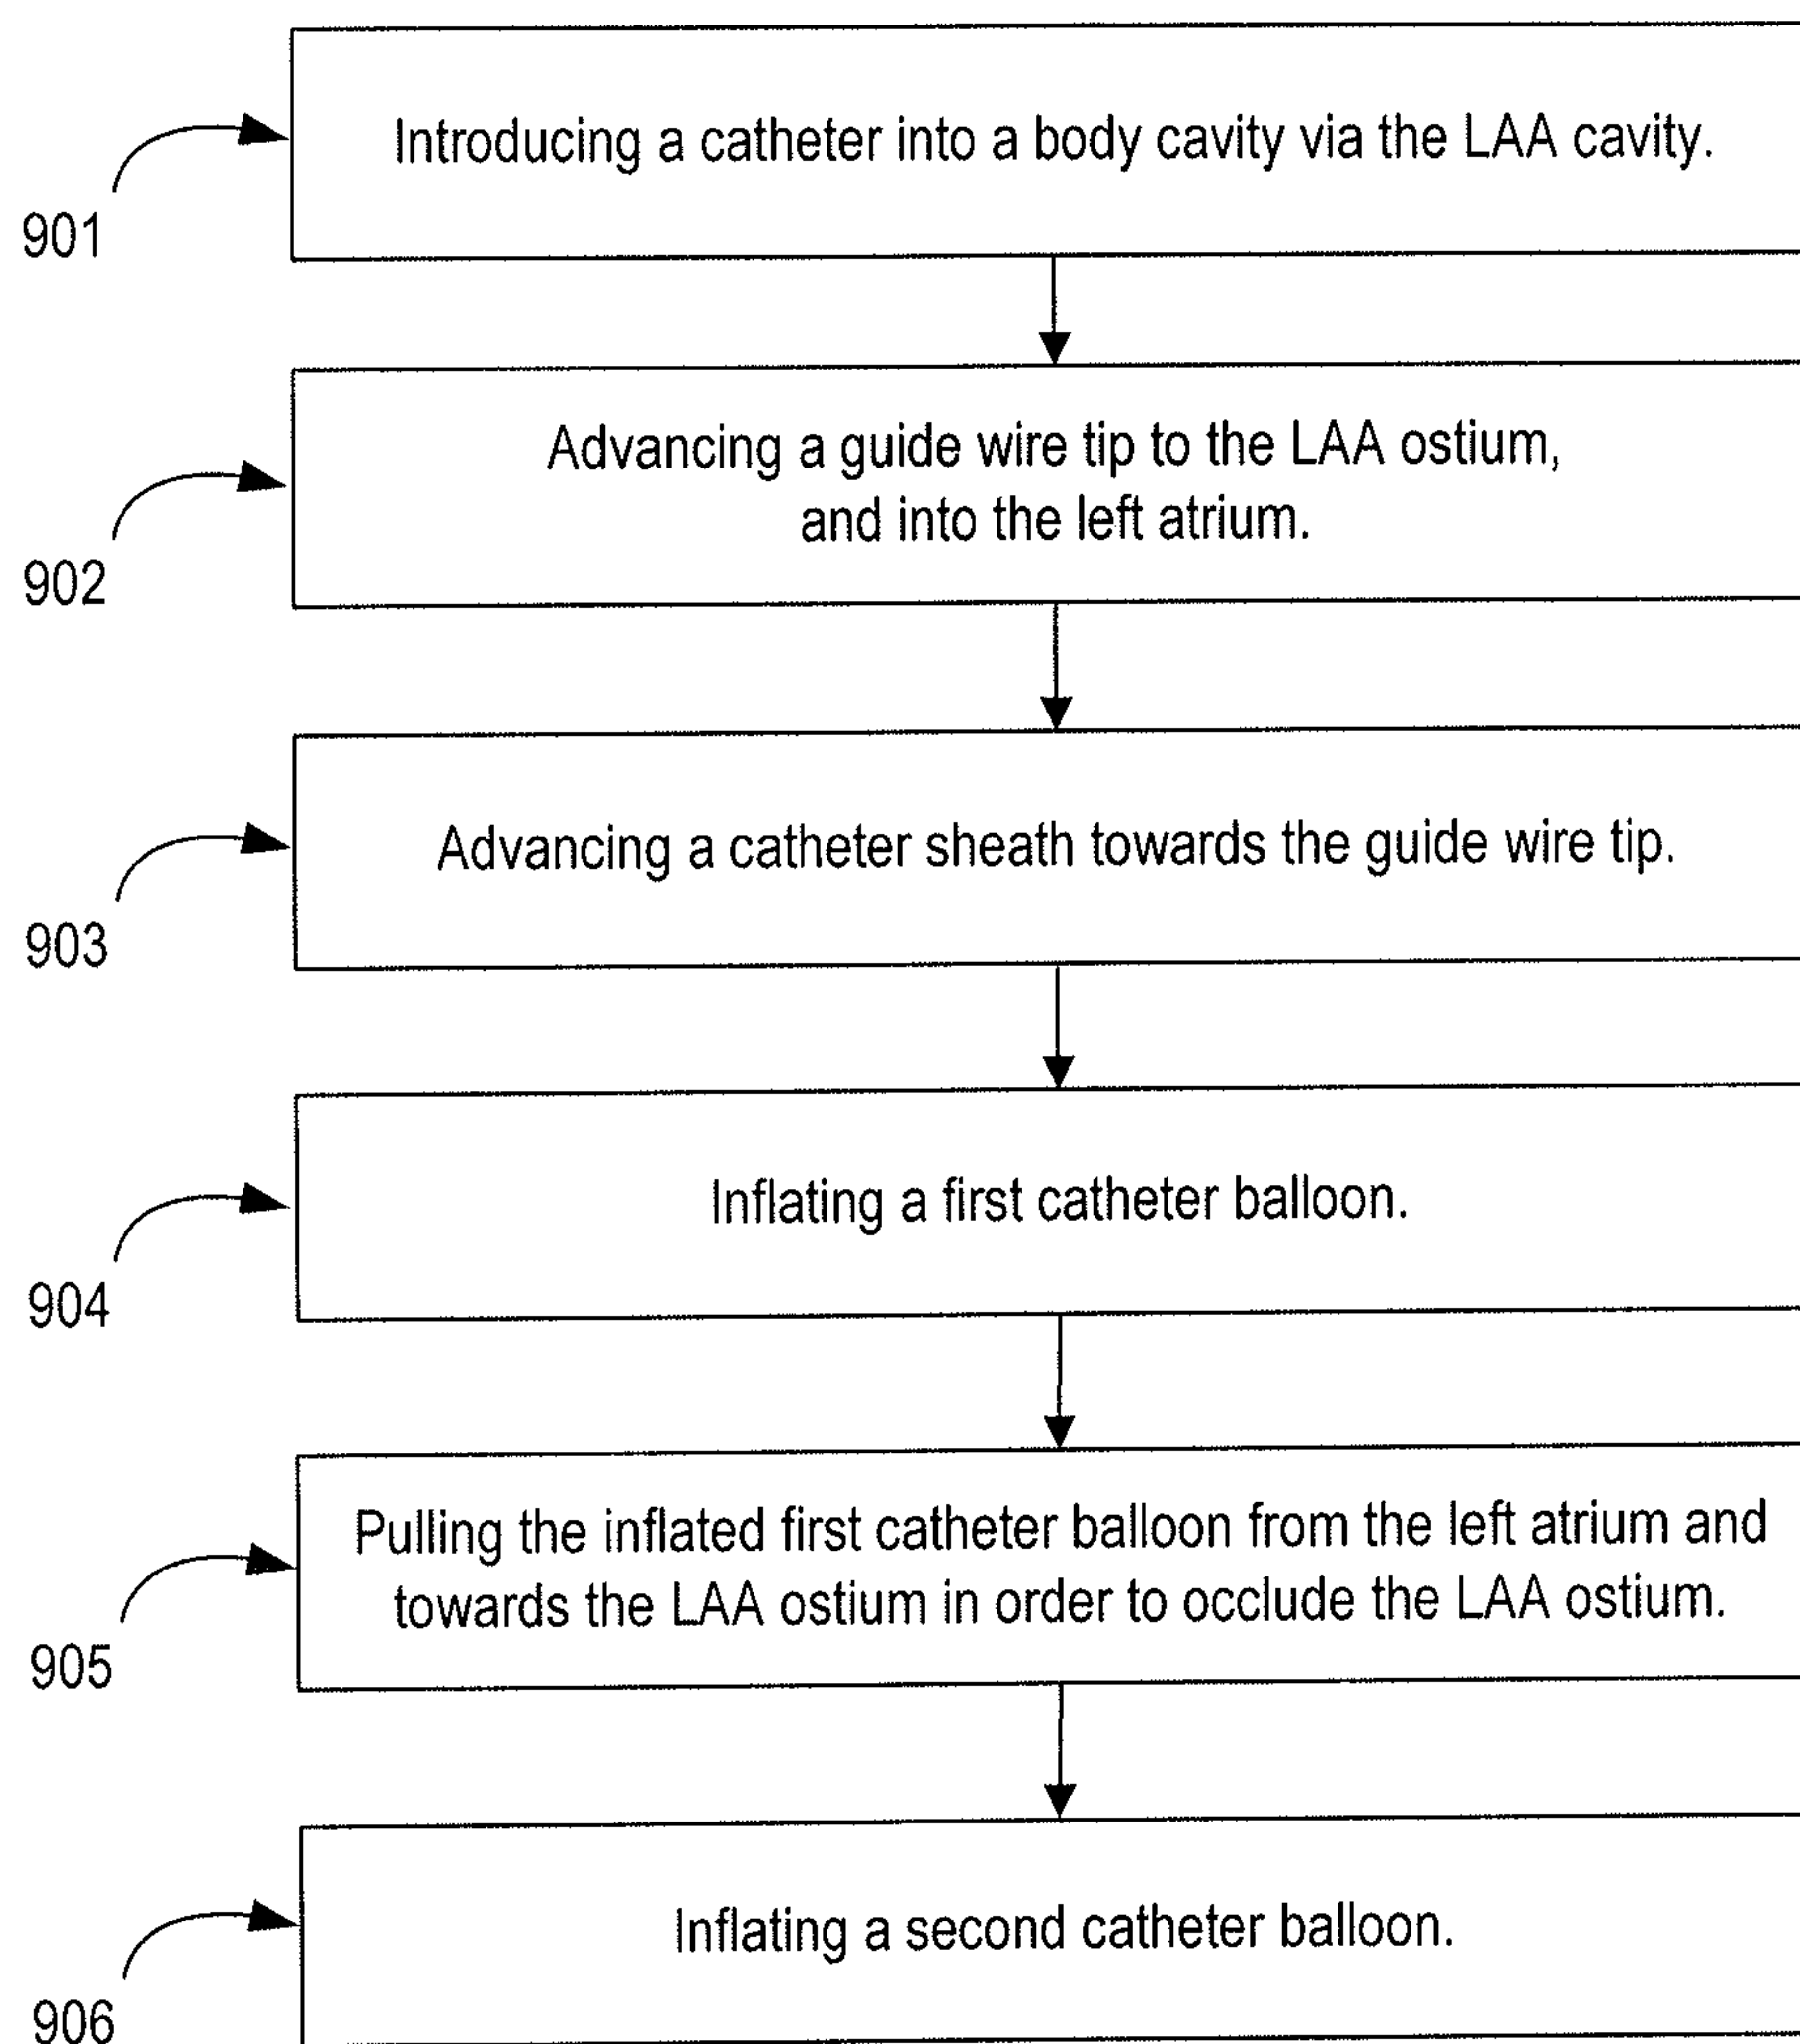 Introducing a catheter into a body cavity via the LAA cavity.
901
Advancing a guide wire tip to the LAA ostium,
and into the left atrium.
902
Advancing a catheter sheath towards the guide wire tip.
903
Inflating a first catheter balloon.
904
Pulling the inflated first catheter balloon from the left atrium and
towards the LAA ostium in order to occlude the LAA ostium.
905
Inflating a second catheter balloon.
906